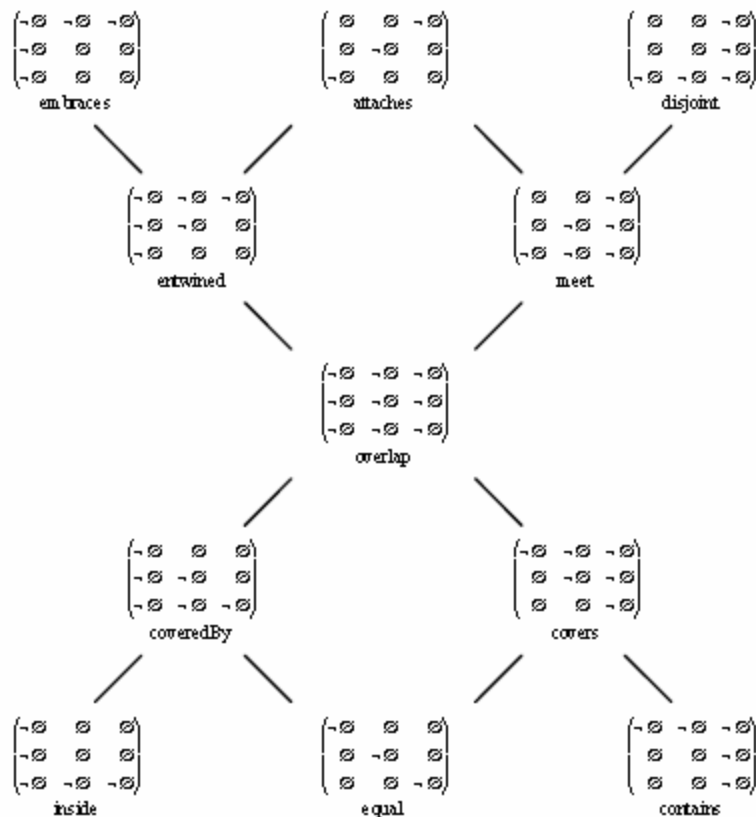 ¬∅ ¬∅ ¬∅
¬∅ ∅ ∅
¬∅ ∅ ∅
embraces
∅ ∅ ¬∅
∅ ¬∅ ∅
¬∅ ∅ ∅
attaches
∅ ∅ ¬∅
∅ ∅ ¬∅
¬∅ ¬∅ ¬∅
disjoint
¬∅ ¬∅ ¬∅
¬∅ ¬∅ ∅
¬∅ ∅ ∅
entwined
∅ ∅ ¬∅
∅ ¬∅ ¬∅
¬∅ ¬∅ ¬∅
meet
¬∅ ¬∅ ¬∅
¬∅ ¬∅ ¬∅
¬∅ ¬∅ ¬∅
overlap
¬∅ ∅ ∅
¬∅ ¬∅ ∅
¬∅ ¬∅ ¬∅
coveredBy
¬∅ ¬∅ ¬∅
∅ ¬∅ ¬∅
∅ ∅ ¬∅
covers
¬∅ ∅ ∅
¬∅ ∅ ∅
¬∅ ¬∅ ¬∅
inside
¬∅ ∅ ∅
∅ ¬∅ ∅
∅ ∅ ¬∅
equal
¬∅ ¬∅ ¬∅
∅ ∅ ¬∅
∅ ∅ ¬∅
contains